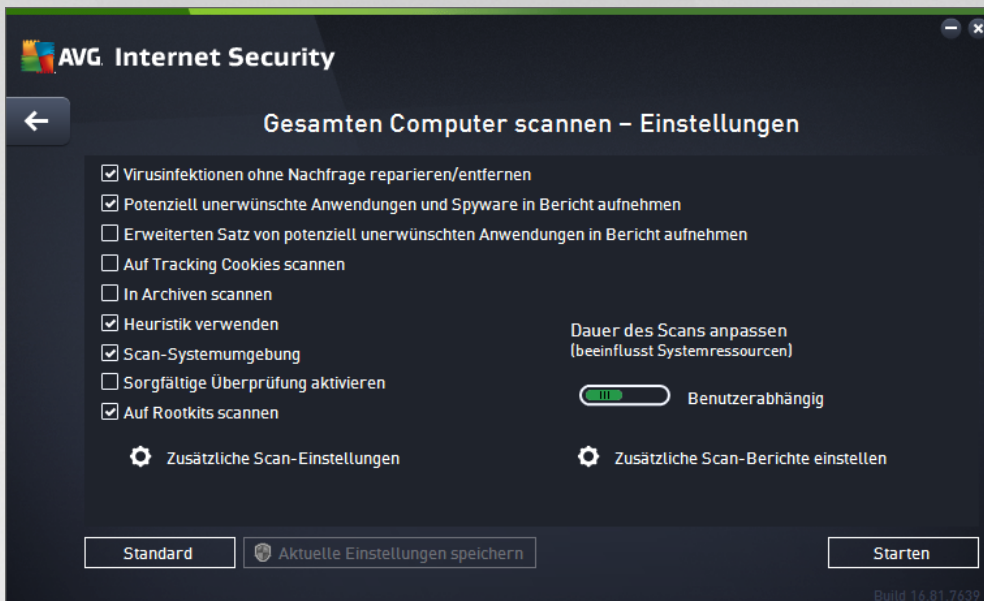 AVG. Internet Security
Gesamten Computer scannen – Einstellungen
Virusinfektionen ohne Nachfrage reparieren/entfernen
Potenziell unerwünschte Anwendungen und Spyware in Bericht aufnehmen
Erweiterten Satz von potenziell unerwünschten Anwendungen in Bericht aufnehmen
Auf Tracking Cookies scannen
In Archiven scannen
Heuristik verwenden
Scan-Systemumgebung
Sorgfältige Überprüfung aktivieren
Auf Rootkits scannen
Dauer des Scans anpassen
(beeinflusst Systemressourcen)
Benutzerabhängig
Zusätzliche Scan-Einstellungen
Zusätzliche Scan-Berichte einstellen
Standard
Aktuelle Einstellungen speichern
Starten
Build 16.81.7639